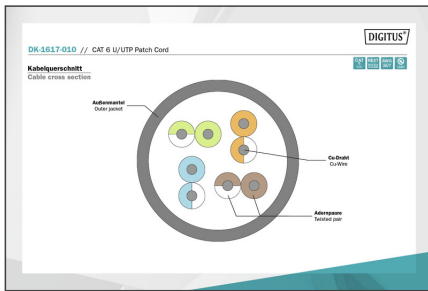 DIGITUS®
DK-1617-010 // CAT 6 U/UTP Patch Cord
Kabelquerschnitt
Cable cross section
CAT
Außenmantel
Outer jacket
Cu-Draht
Cu-Wire
Adernpaare
Twisted pair